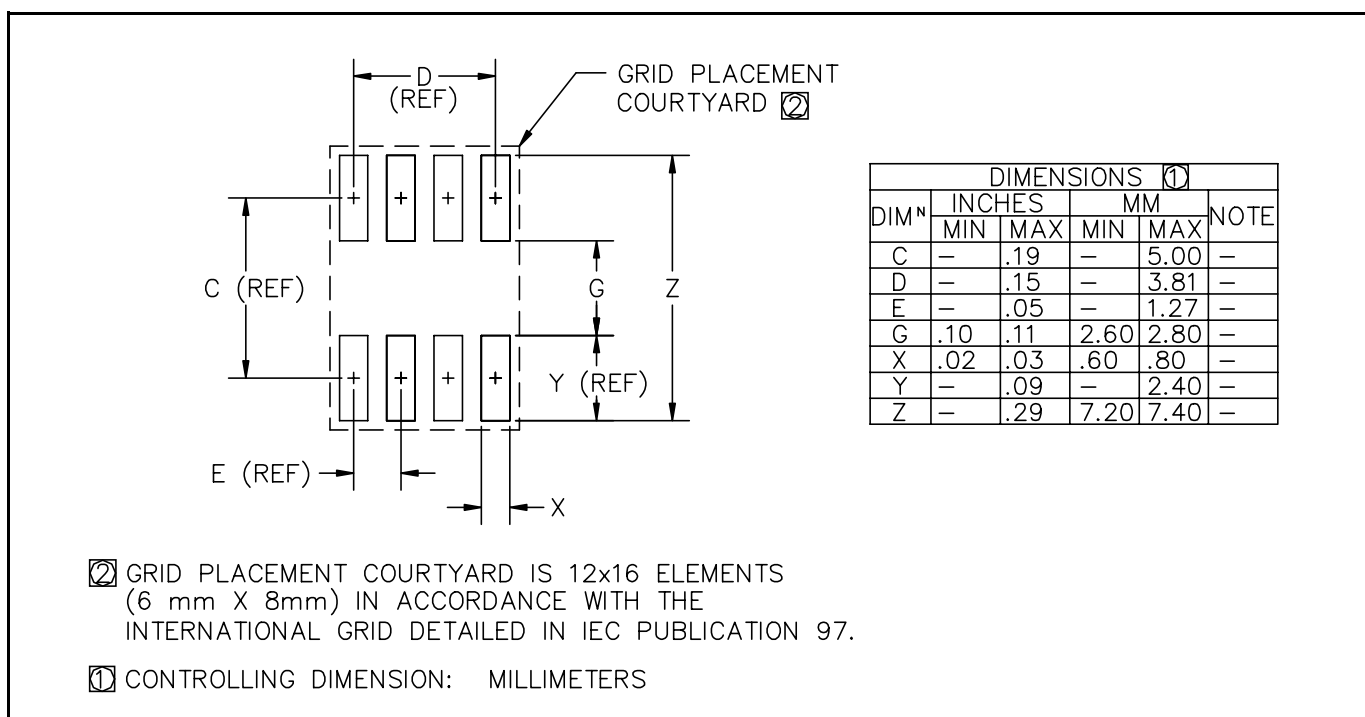 D
(REF)
GRID PLACEMENT
COURTYARD 2
C (REF)
G
Z
Y (REF)
E (REF)
X
DIMENSIONS 1
DIMᴺ INCHES MM NOTE
MIN MAX MIN MAX
C – .19 – 5.00 –
D – .15 – 3.81 –
E – .05 – 1.27 –
G .10 .11 2.60 2.80 –
X .02 .03 .60 .80 –
Y – .09 – 2.40 –
Z – .29 7.20 7.40 –
2 GRID PLACEMENT COURTYARD IS 12x16 ELEMENTS
(6 mm X 8mm) IN ACCORDANCE WITH THE
INTERNATIONAL GRID DETAILED IN IEC PUBLICATION 97.
1 CONTROLLING DIMENSION: MILLIMETERS